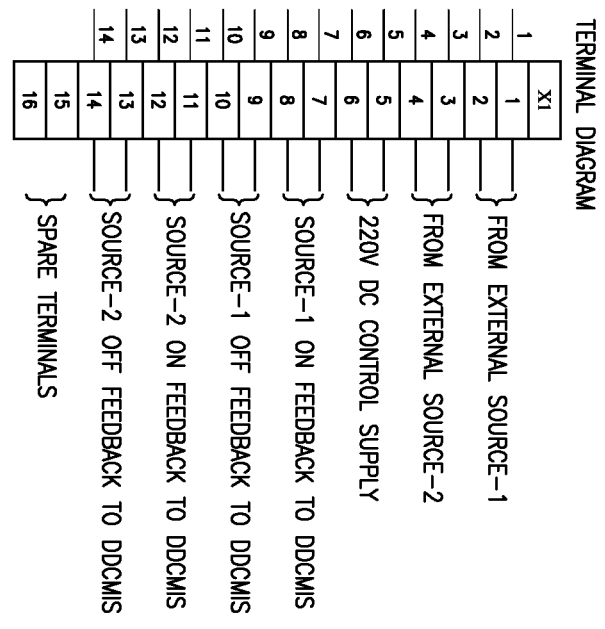 TERMINAL DIAGRAM
X1
1 1
2 2
FROM EXTERNAL SOURCE-1
3 3
4 4
FROM EXTERNAL SOURCE-2
5 5
6 6
220V DC CONTROL SUPPLY
7 7
8 8
SOURCE-1 ON FEEDBACK TO DDCMIS
9 9
10 10
SOURCE-1 OFF FEEDBACK TO DDCMIS
11 11
12 12
SOURCE-2 ON FEEDBACK TO DDCMIS
13 13
14 14
SOURCE-2 OFF FEEDBACK TO DDCMIS
15
16
SPARE TERMINALS